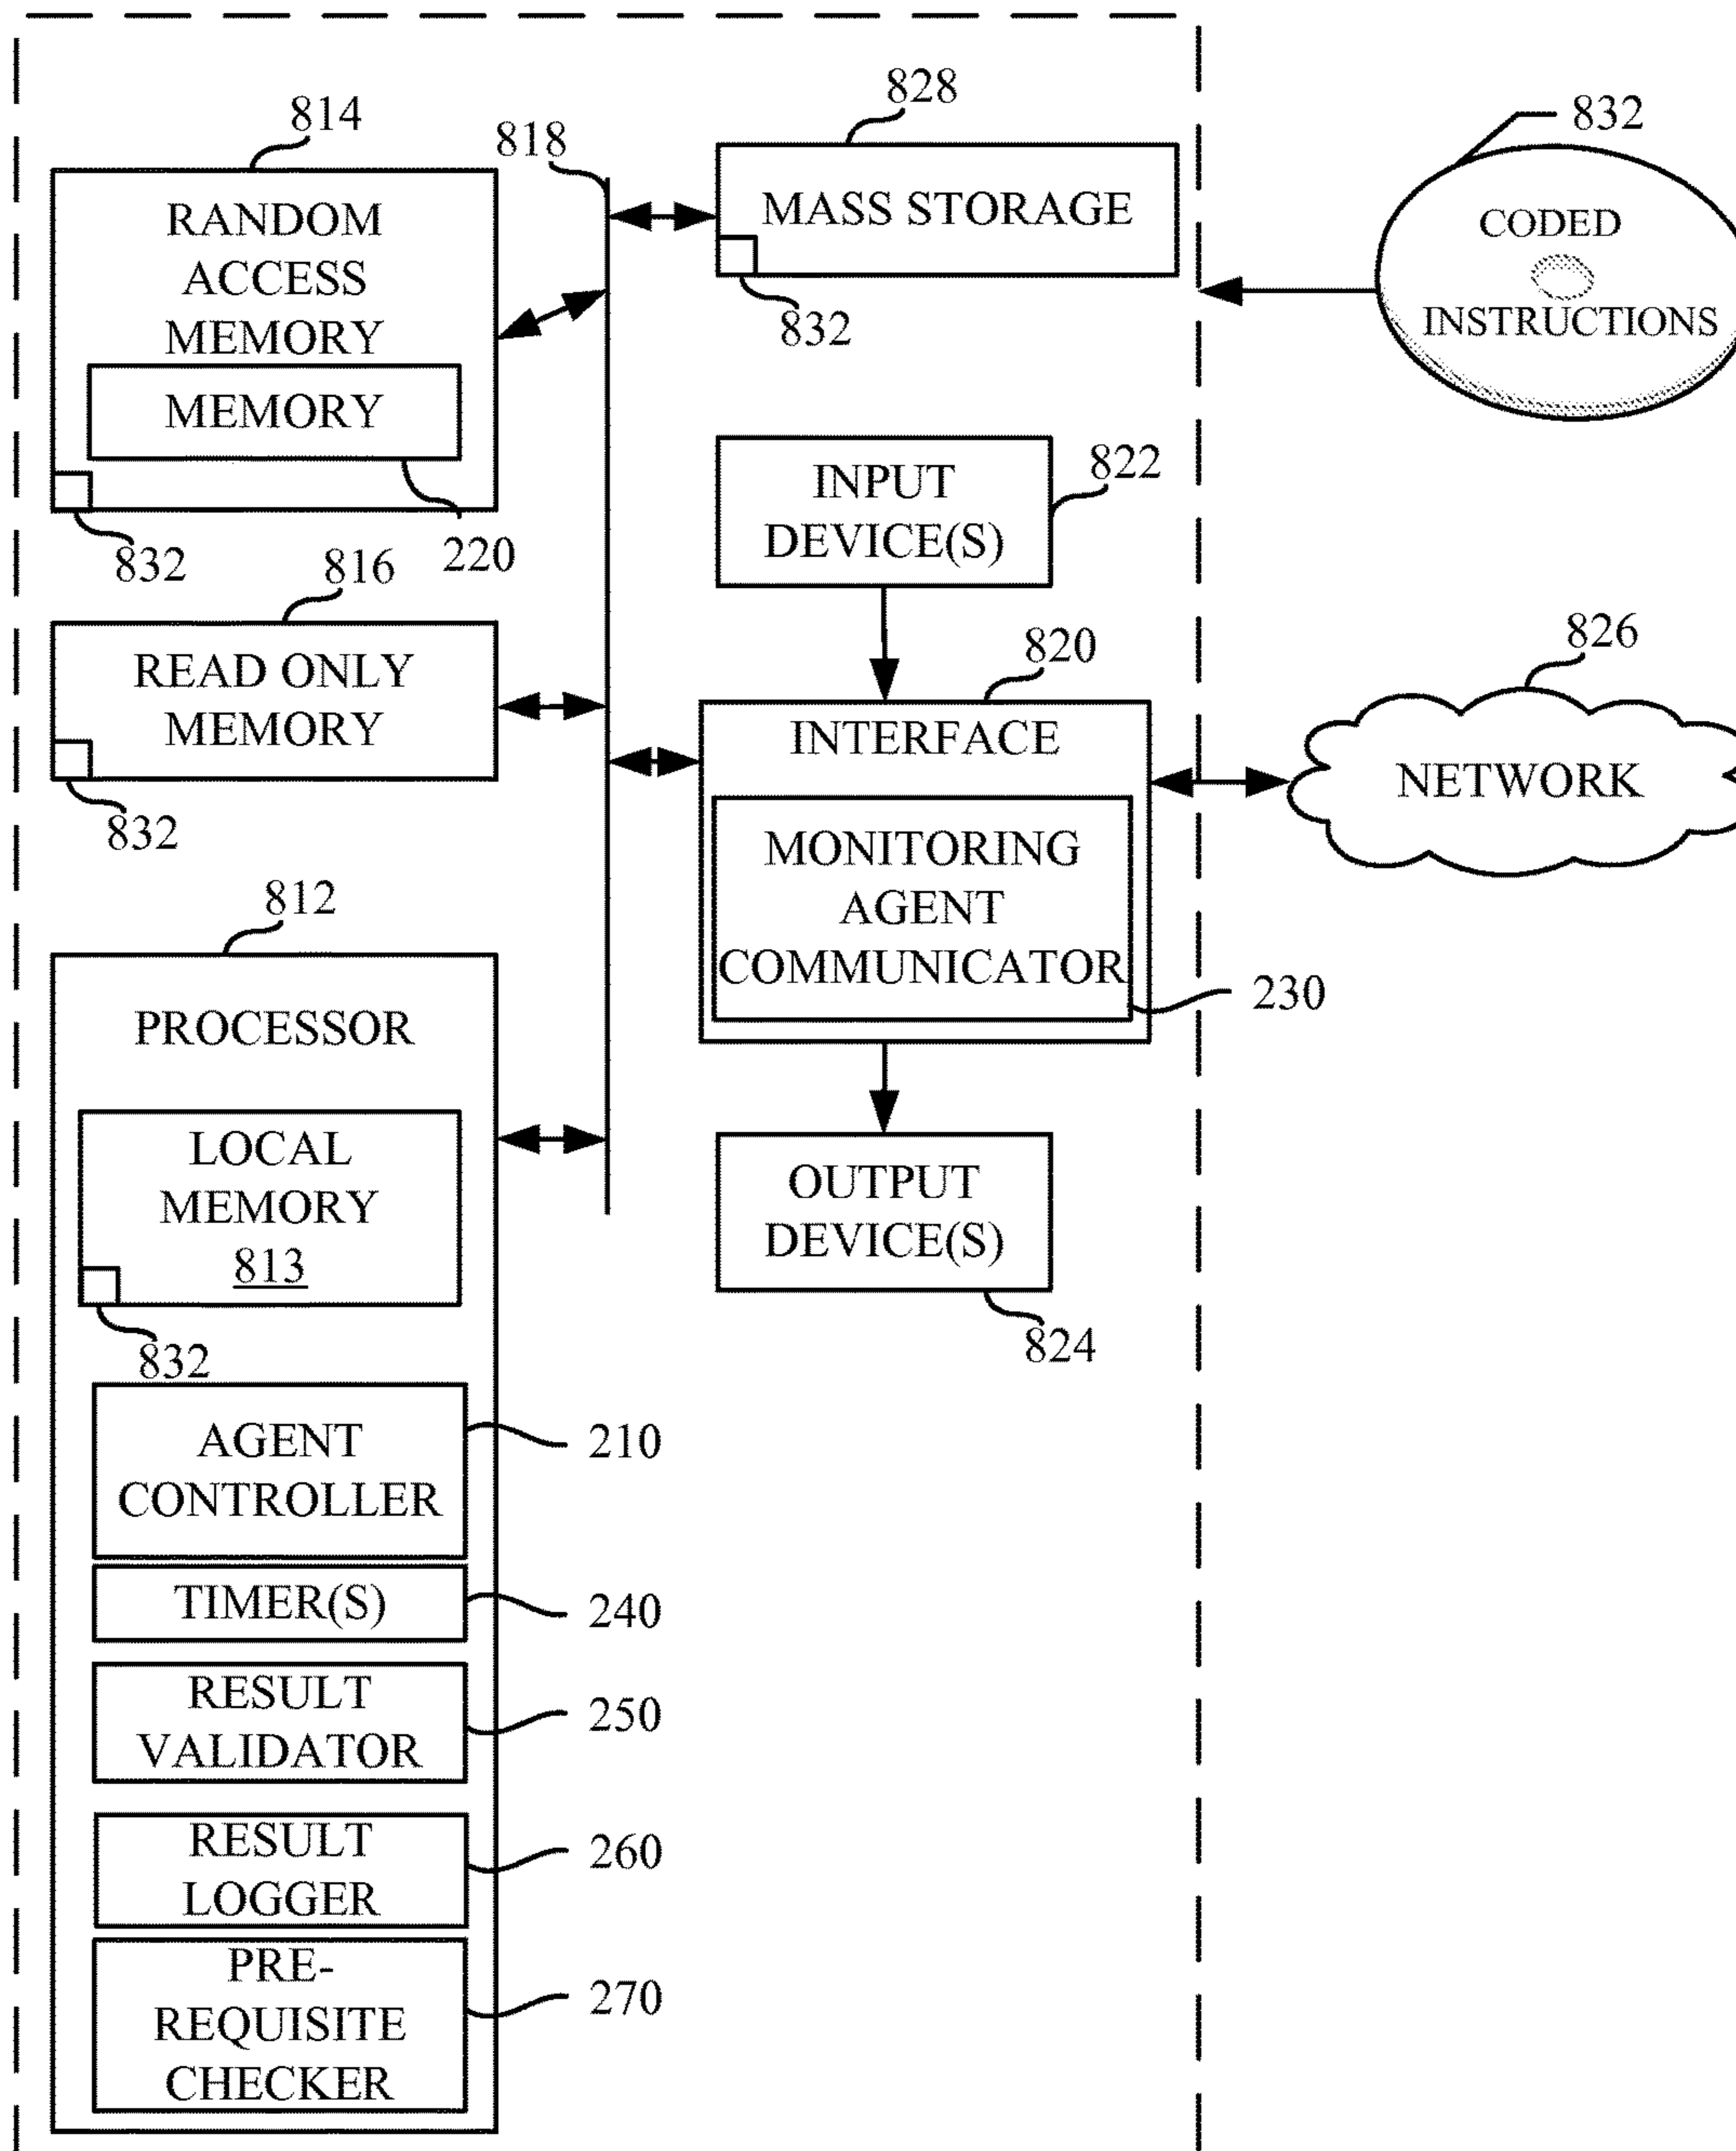 814
RANDOM
ACCESS
MEMORY
MEMORY
832
220
816
READ ONLY
MEMORY
832
812
PROCESSOR
LOCAL
MEMORY
813
832
AGENT
CONTROLLER
210
TIMER(S)
240
RESULT
VALIDATOR
250
RESULT
LOGGER
260
PRE-
REQUISITE
CHECKER
270
818
828
MASS STORAGE
832
INPUT
DEVICE(S)
822
820
INTERFACE
MONITORING
AGENT
COMMUNICATOR
230
OUTPUT
DEVICE(S)
824
832
CODED
INSTRUCTIONS
826
NETWORK